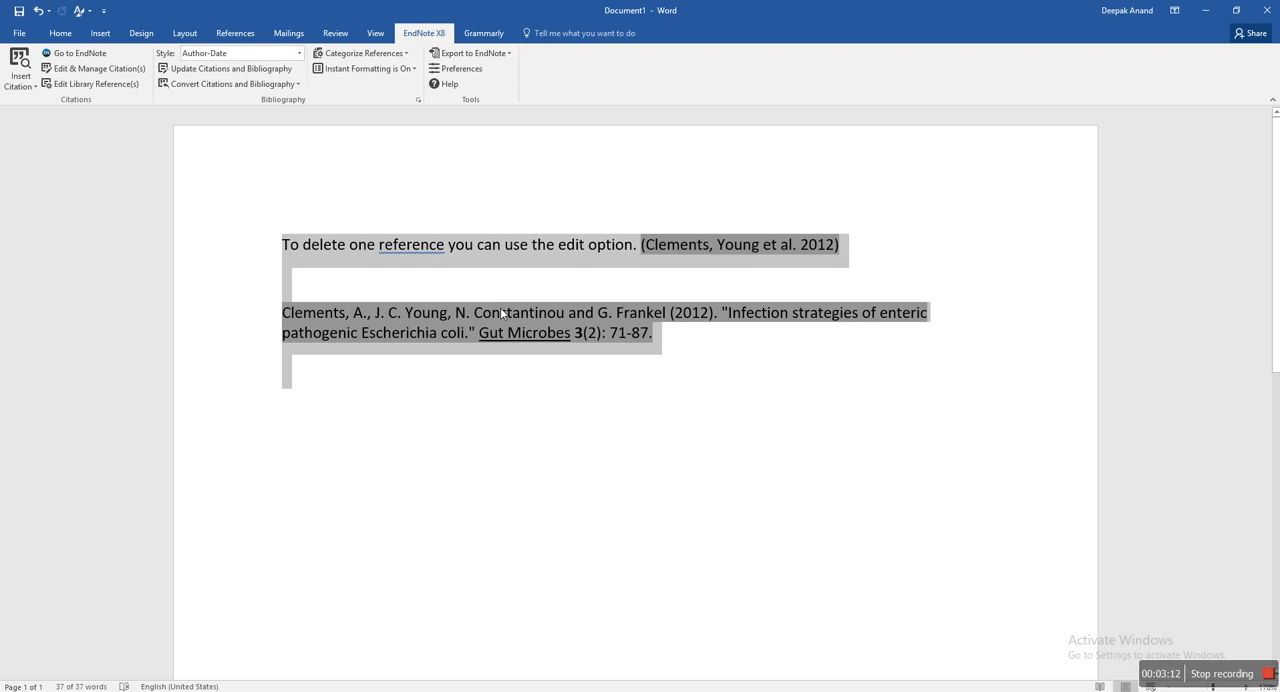 Document1 - Word
Deepak Anand
File Home Insert Design Layout References Mailings Review View EndNote X8 Grammarly Tell me what you want to do Share
Insert Citation
Go to EndNote
Edit & Manage Citation(s)
Edit Library Reference(s)
Citations
Style: Author-Date
Update Citations and Bibliography
Convert Citations and Bibliography
Categorize References
Instant Formatting is On
Bibliography
Export to EndNote
Preferences
Help
Tools
To delete one reference you can use the edit option. (Clements, Young et al. 2012)
Clements, A., J. C. Young, N. Constantinou and G. Frankel (2012). "Infection strategies of enteric
pathogenic Escherichia coli." Gut Microbes 3(2): 71-87.
Activate Windows
Go to Settings to activate Windows.
00:03:12 Stop recording
Page 1 of 1 37 of 37 words English (United States) 170%